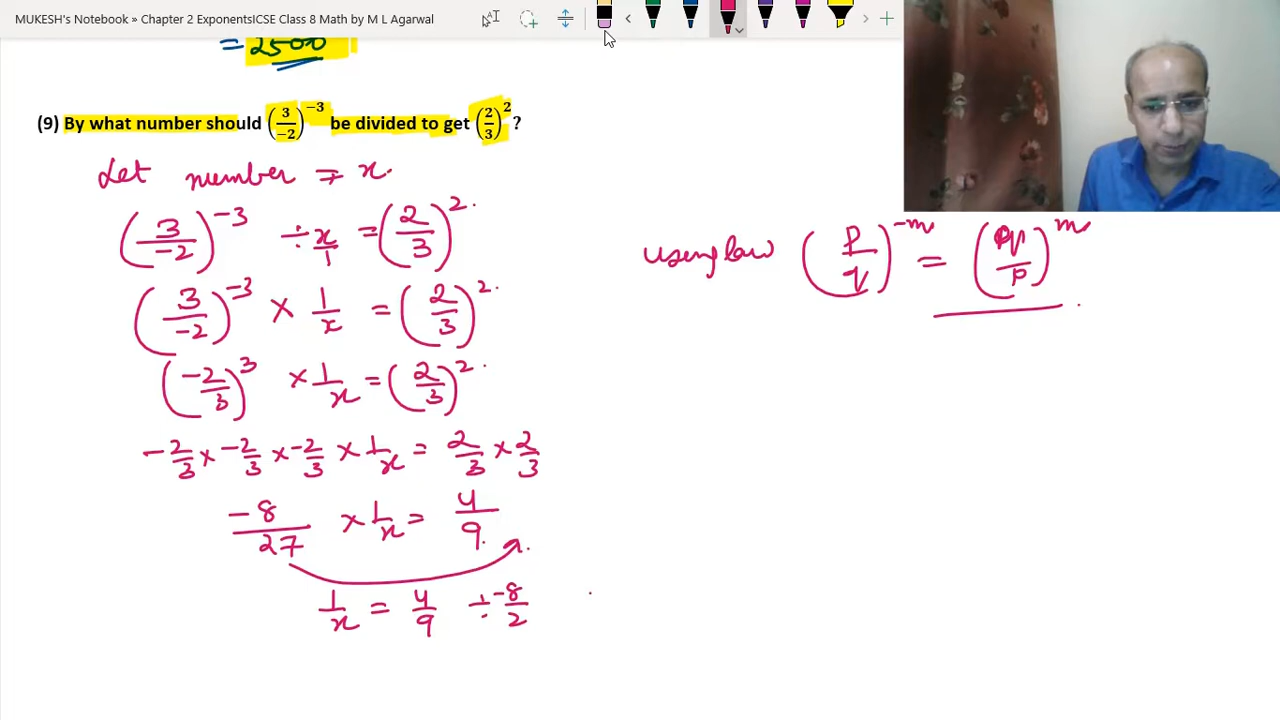 MUKESH's Notebook » Chapter 2 ExponentsICSE Class 8 Math by M L Agarwal
= 2500
(9) By what number should (3/-2)^-3 be divided to get (2/3)^2 ?
Let number = x.
(3/-2)^-3 ÷ x/1 = (2/3)^2.
using law (p/q)^-m = (q/p)^m
(3/-2)^-3 × 1/x = (2/3)^2.
(-2/3)^3 × 1/x = (2/3)^2.
-2/3 × -2/3 × -2/3 × 1/x = 2/3 × 2/3
-8/27 × 1/x = 4/9
1/x = 4/9 ÷ -8/2